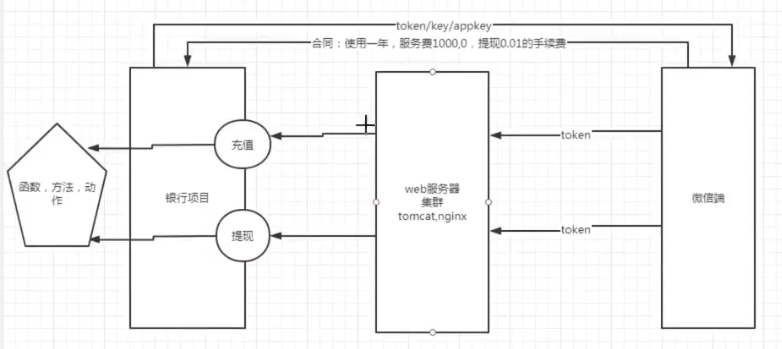 token/key/appkey
合同：使用一年，服务费1000,0，提现0.01的手续费
充值
token
函数，方法，动
作
银行项目
web服务器
集群
tomcat,nginx
微信端
提现
token